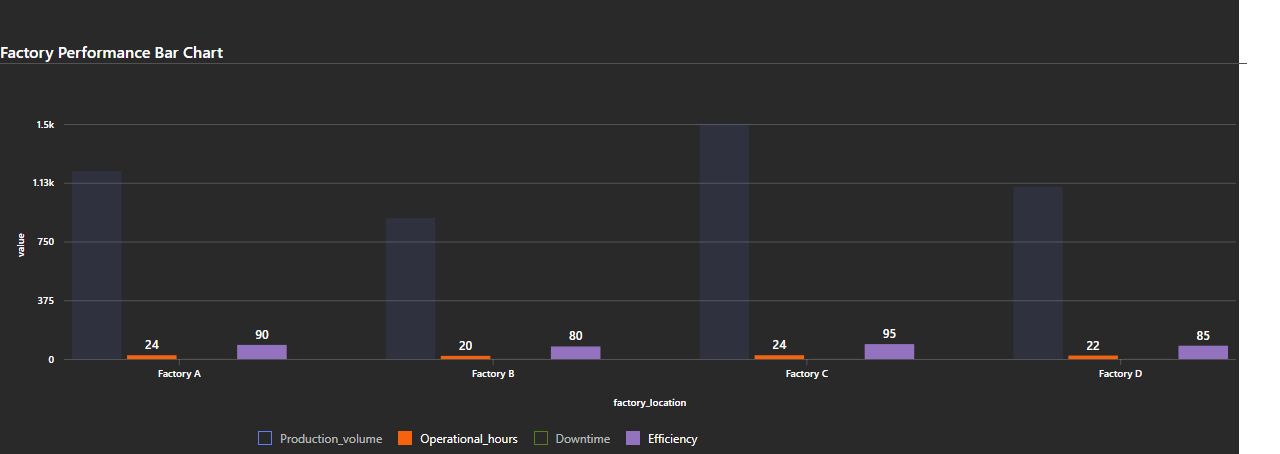 Factory Performance Bar Chart
1.5k
1.13k
750
375
0
value
24
90
20
80
24
95
22
85
Factory A
Factory B
Factory C
Factory D
factory_location
Production_volume
Operational_hours
Downtime
Efficiency